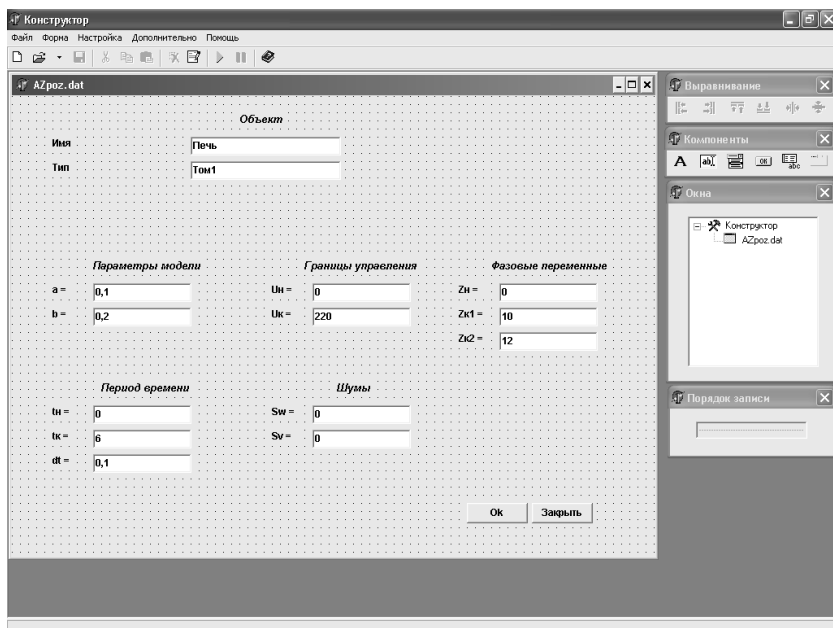 Конструктор
Файл Форма Настройка Дополнительно Помощь
AZpoz.dat
Объект
Имя Печь
Тип Том1
Параметры модели Границы управления Фазовые переменные
a = 0,1 Uн = 0 Zн = 0
b = 0,2 Uк = 220 Zк1 = 10
Zк2 = 12
Период времени Шумы
tн = 0 Sw = 0
tк = 6 Sv = 0
dt = 0,1
Ok Закрыть
Выравнивание
Компоненты
A ab OK abc
Окна
Конструктор
AZpoz.dat
Порядок записи